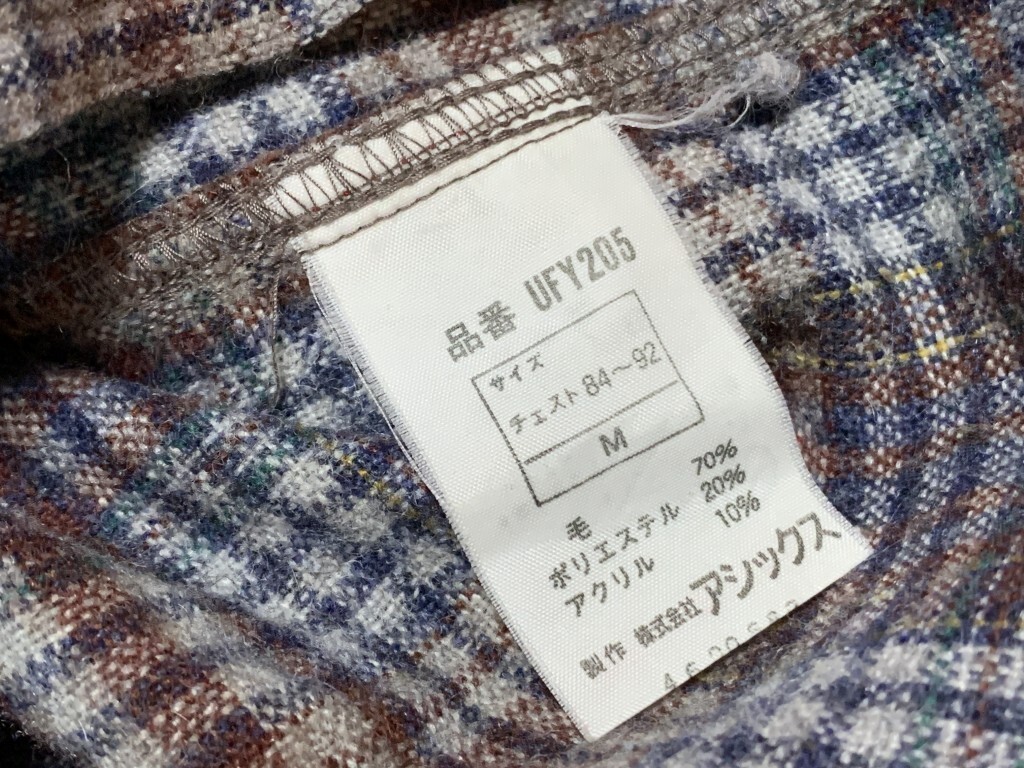 品番 UFY205
サイズ
チェスト 84～92
M
毛 70%
ポリエステル 20%
アクリル 10%
製作 株式会社 アシックス